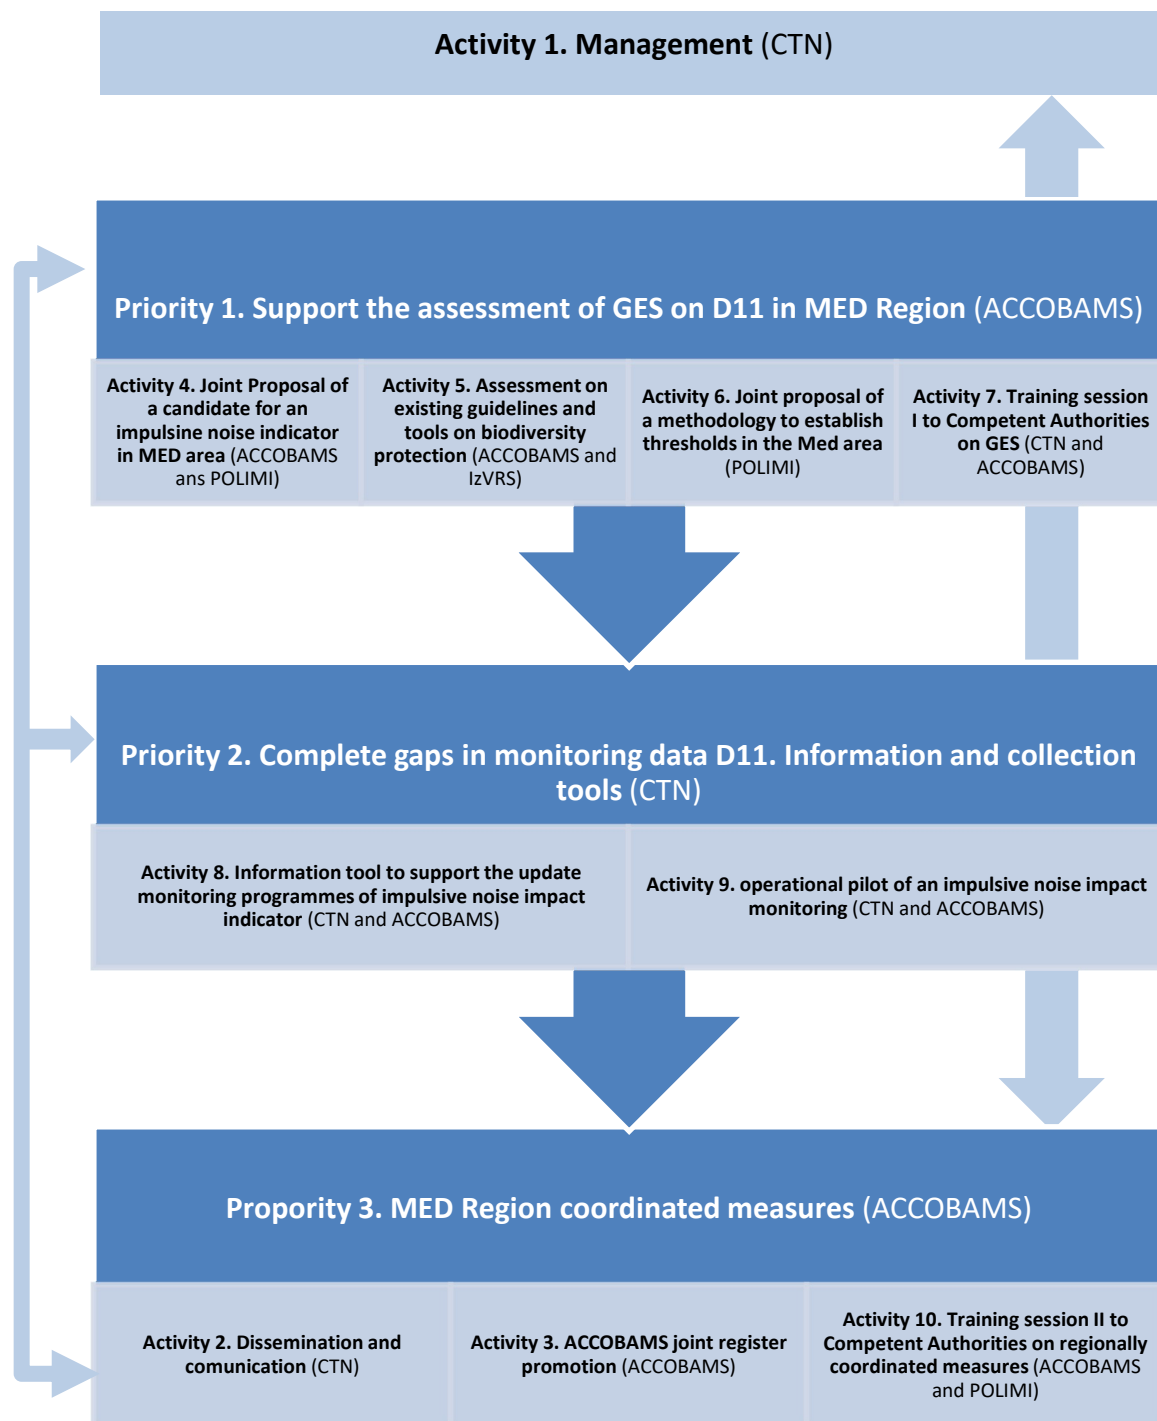 Activity 1. Management (CTN)
Priority 1. Support the assessment of GES on D11 in MED Region (ACCOBAMS)
Activity 4. Joint Proposal of
a candidate for an
impulsine noise indicator
in MED area (ACCOBAMS
ans POLIMI)
Activity 5. Assessment on
existing guidelines and
tools on biodiversity
protection (ACCOBAMS and
IzVRS)
Activity 6. Joint proposal of
a methodology to establish
thresholds in the Med area
(POLIMI)
Activity 7. Training session
I to Competent Authorities
on GES (CTN and
ACCOBAMS)
Priority 2. Complete gaps in monitoring data D11. Information and collection
tools (CTN)
Activity 8. Information tool to support the update
monitoring programmes of impulsive noise impact
indicator (CTN and ACCOBAMS)
Activity 9. operational pilot of an impulsive noise impact
monitoring (CTN and ACCOBAMS)
Propority 3. MED Region coordinated measures (ACCOBAMS)
Activity 2. Dissemination and
comunication (CTN)
Activity 3. ACCOBAMS joint register
promotion (ACCOBAMS)
Activity 10. Training session II to
Competent Authorities on regionally
coordinated measures (ACCOBAMS
and POLIMI)